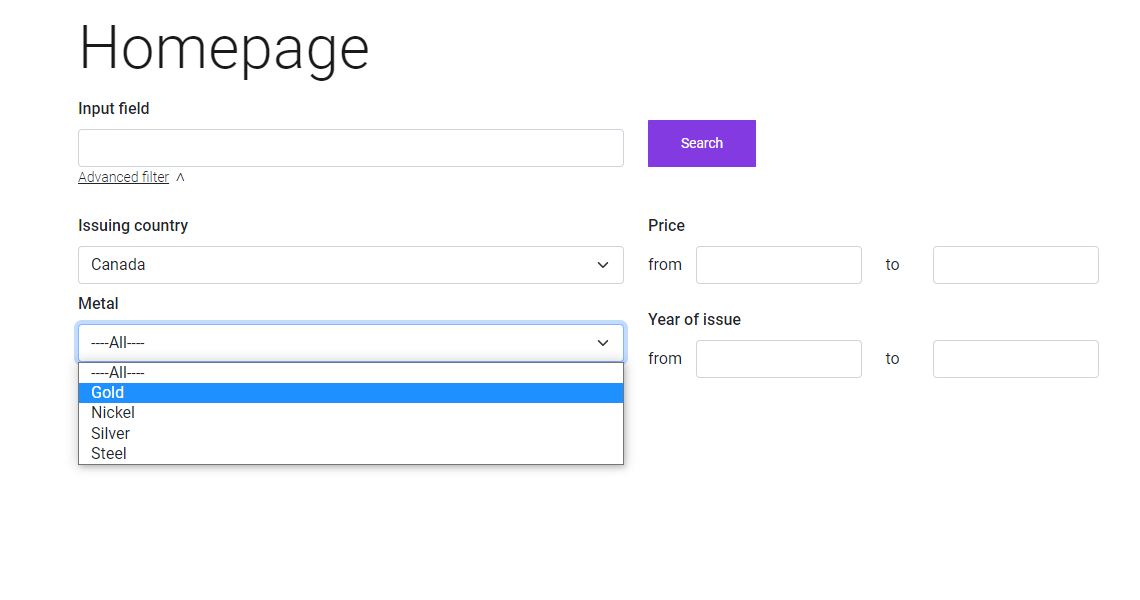 Homepage
Input field
Search
Advanced filter ^
Issuing country
Canada
Metal
----All----
----All----
Gold
Nickel
Silver
Steel
Price
from to
Year of issue
from to